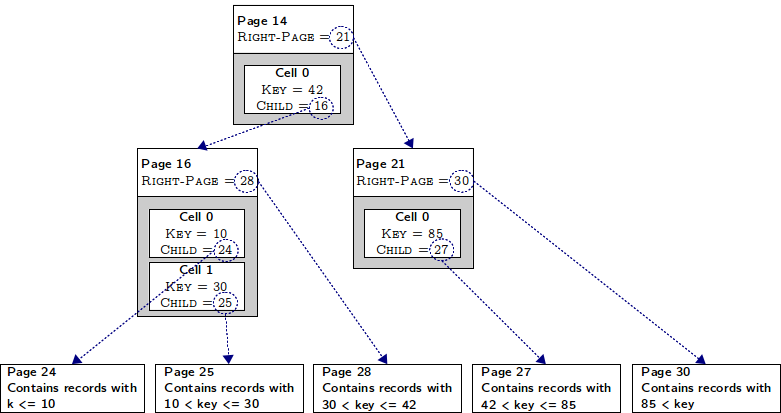 Page 14
Right-Page = 21
Cell 0
Key = 42
Child = 16
Page 16
Right-Page = 28
Cell 0
Key = 10
Child = 24
Cell 1
Key = 30
Child = 25
Page 21
Right-Page = 30
Cell 0
Key = 85
Child = 27
Page 24
Contains records with
k <= 10
Page 25
Contains records with
10 < key <= 30
Page 28
Contains records with
30 < key <= 42
Page 27
Contains records with
42 < key <= 85
Page 30
Contains records with
85 < key